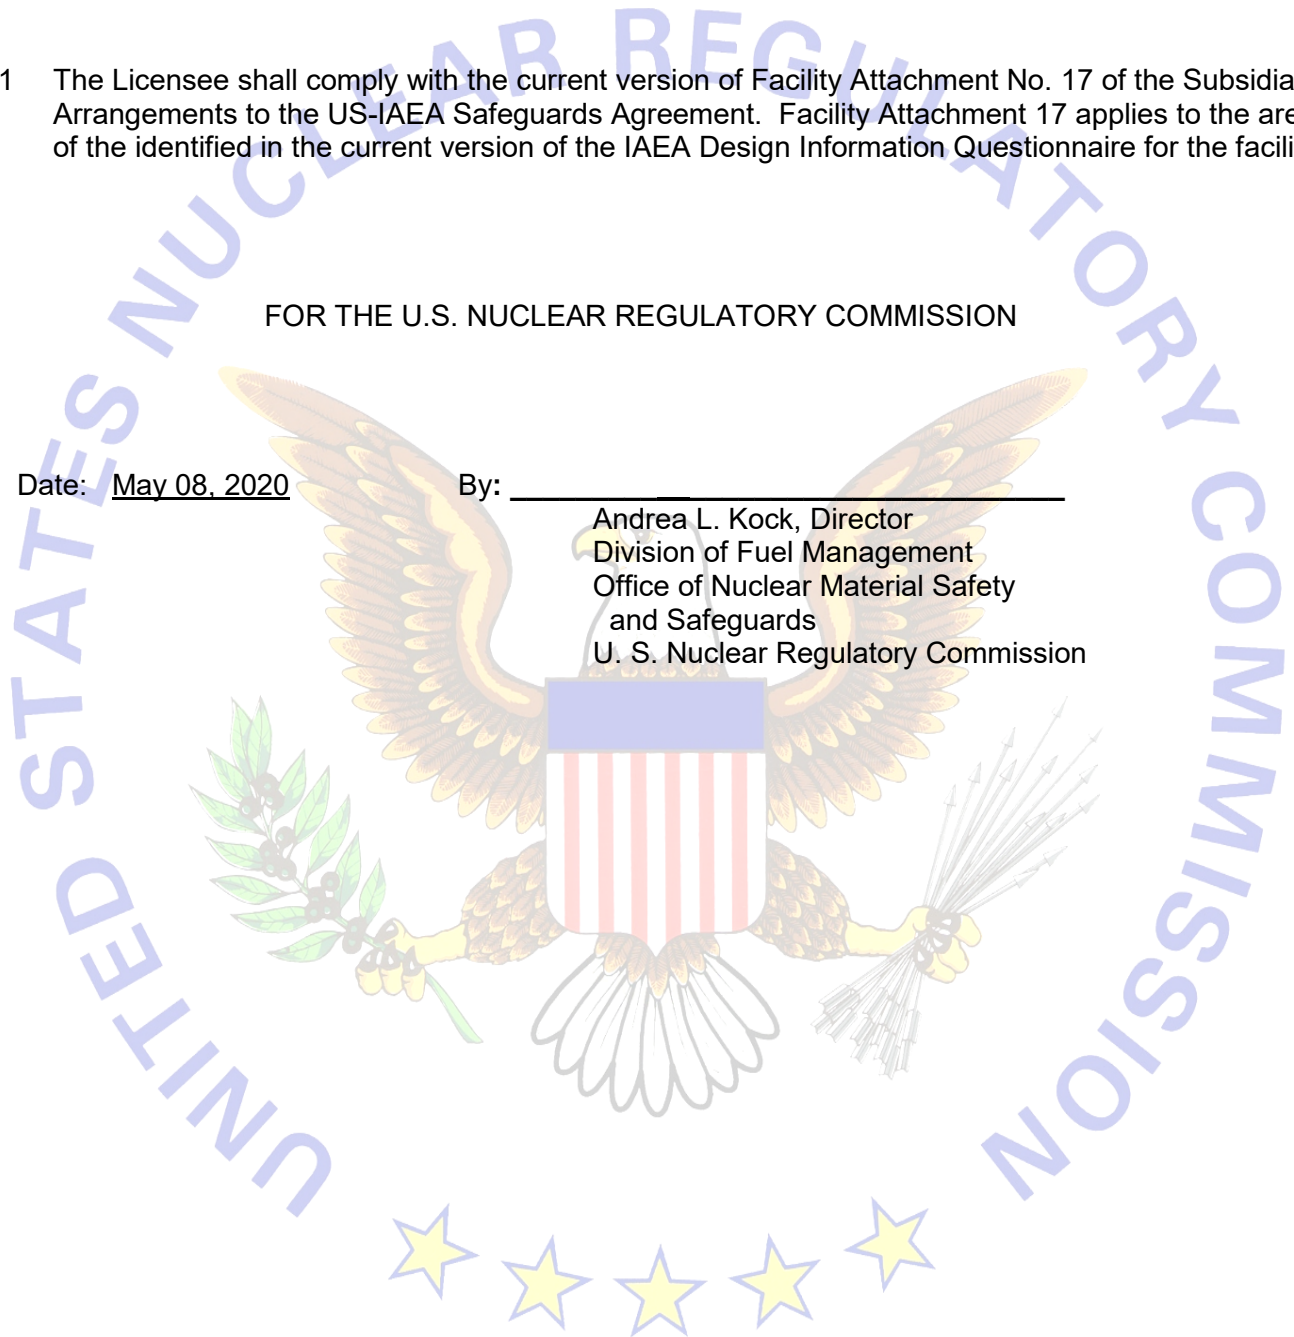 UNITED STATES NUCLEAR REGULATORY COMMISSION
1 The Licensee shall comply with the current version of Facility Attachment No. 17 of the Subsidia
Arrangements to the US-IAEA Safeguards Agreement. Facility Attachment 17 applies to the are
of the identified in the current version of the IAEA Design Information Questionnaire for the facili
FOR THE U.S. NUCLEAR REGULATORY COMMISSION
Date: May 08, 2020 By:
Andrea L. Kock, Director
Division of Fuel Management
Office of Nuclear Material Safety
and Safeguards
U. S. Nuclear Regulatory Commission